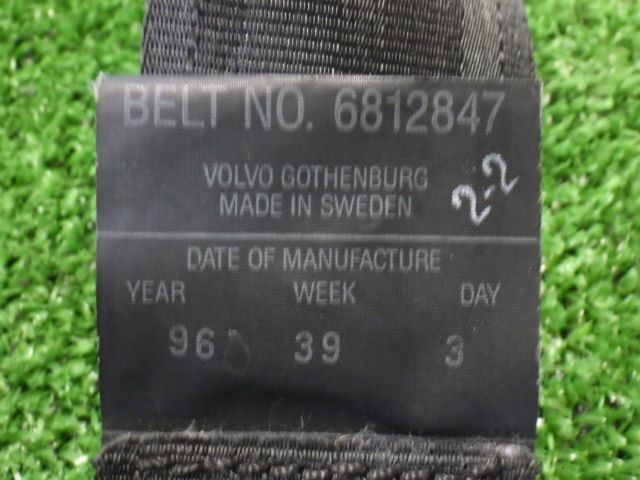 BELT NO. 6812847
VOLVO GOTHENBURG
MADE IN SWEDEN
2-2
DATE OF MANUFACTURE
YEAR WEEK DAY
96 39 3